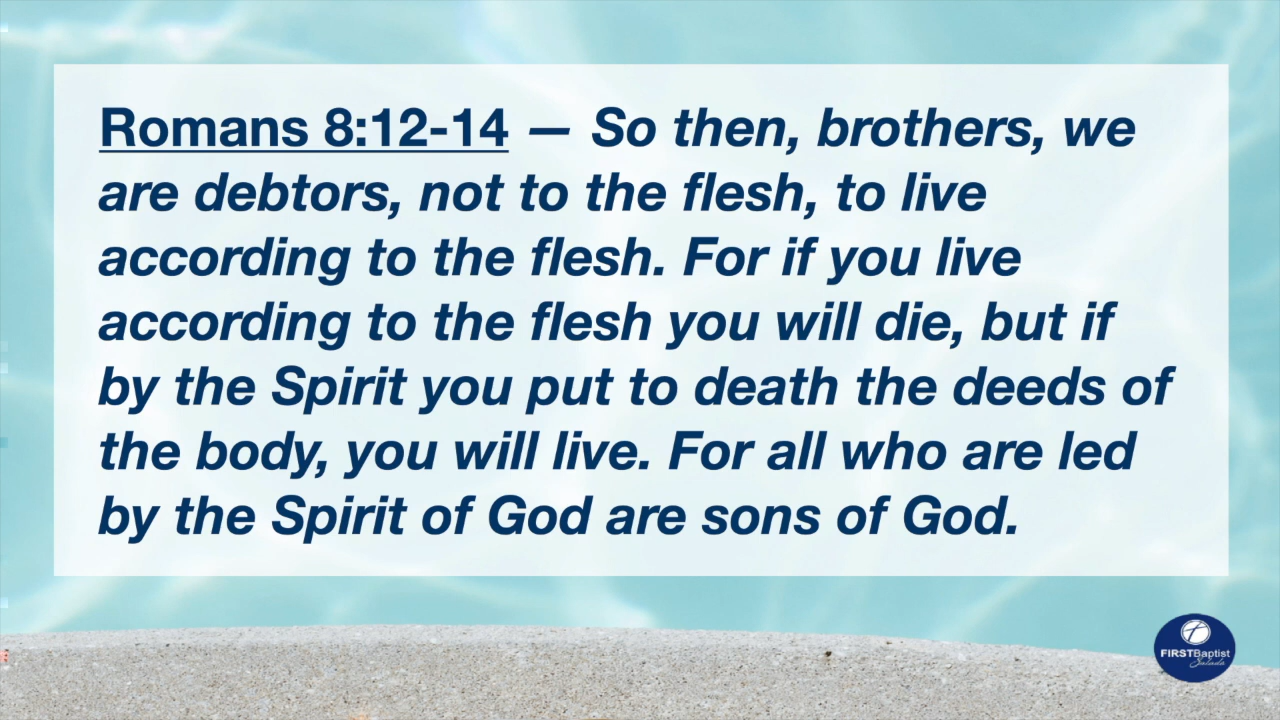 Romans 8:12-14 — So then, brothers, we
are debtors, not to the flesh, to live
according to the flesh. For if you live
according to the flesh you will die, but if
by the Spirit you put to death the deeds of
the body, you will live. For all who are led
by the Spirit of God are sons of God.
FIRSTBaptist
Salado